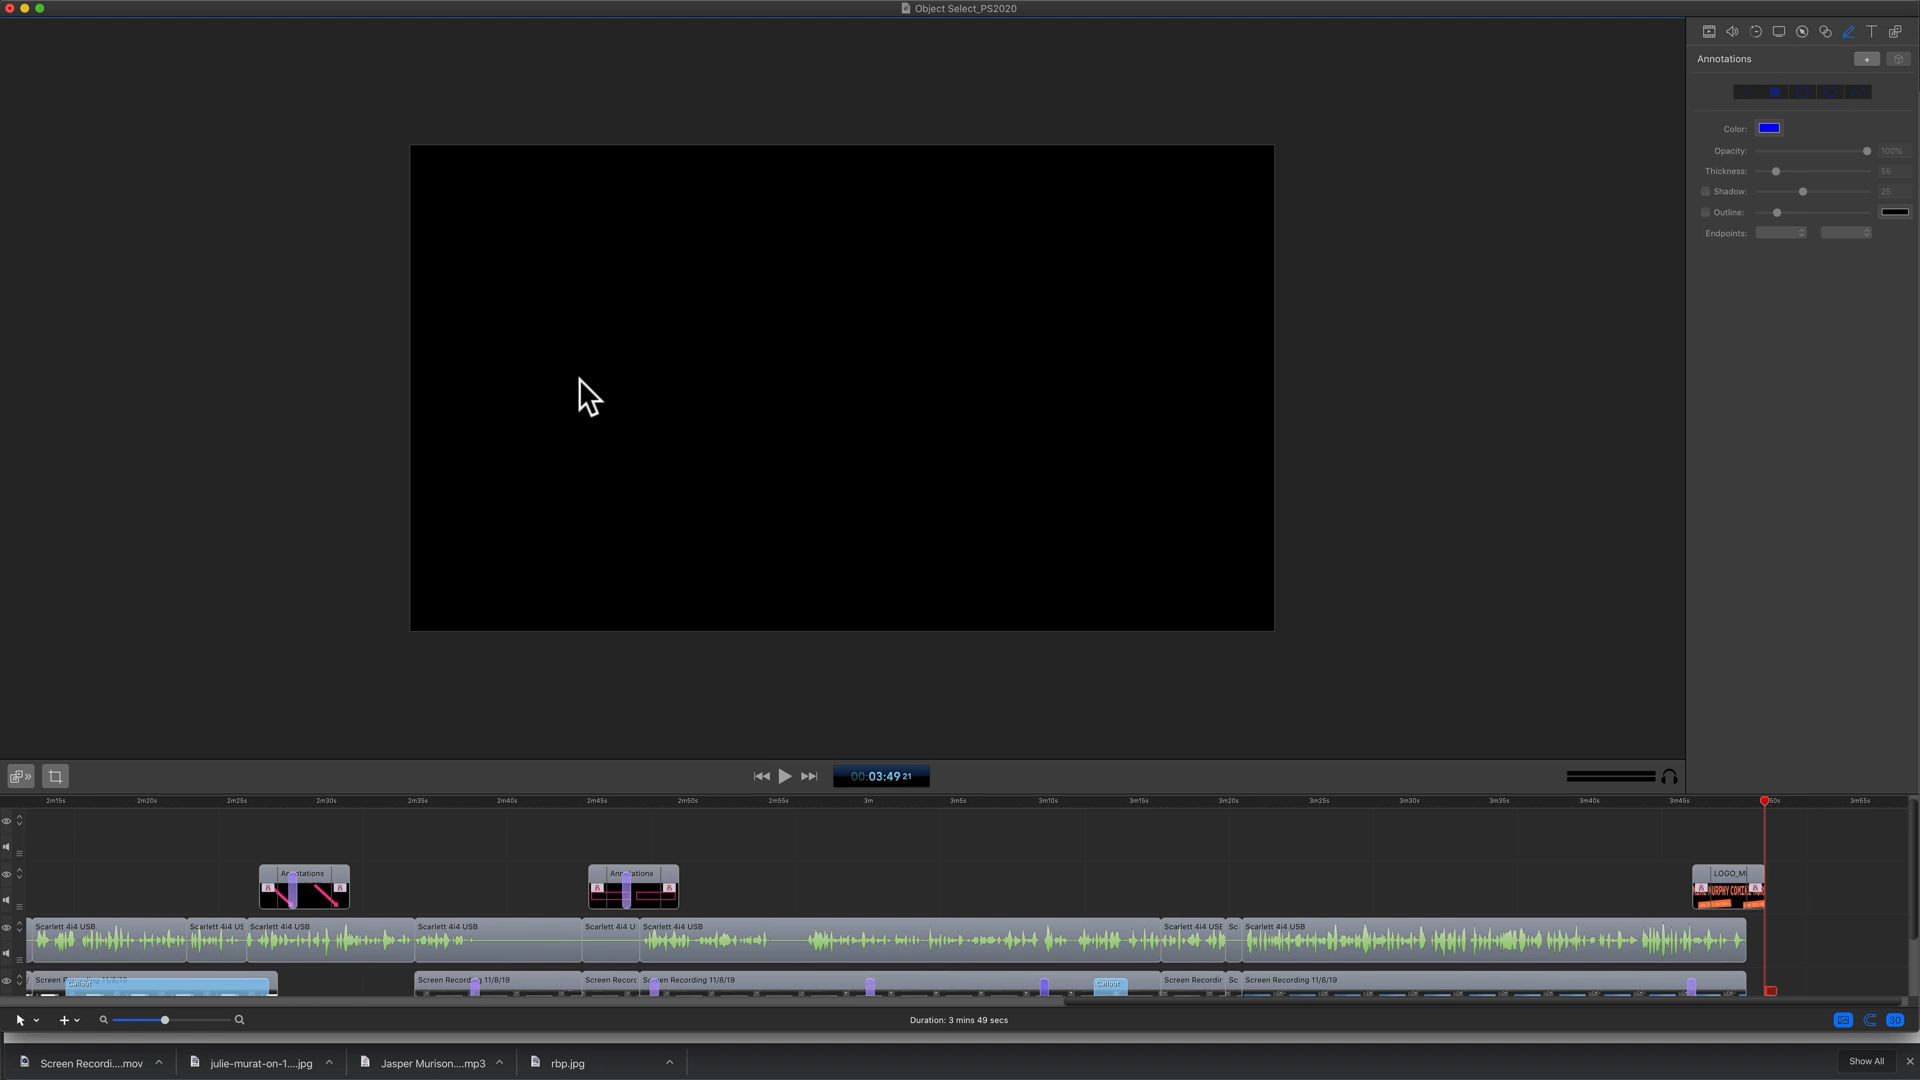 Object Select_PS2020
Annotations
+
Color:
Opacity:
100%
Thickness:
55
Shadow:
25
Outline:
Endpoints:
00:03:49 21
2m15s
2m20s
2m25s
2m30s
2m35s
2m40s
2m45s
2m50s
2m55s
3m
3m5s
3m10s
3m15s
3m20s
3m25s
3m30s
3m35s
3m40s
3m45s
50s
3m55s
Annotations
A
A
Annotations
A
A
LOGO_M
A
A
Scarlett 4i4 USB
Scarlett 4i4 US
Scarlett 4i4 USB
Scarlett 4i4 USB
Scarlett 4i4 U
Scarlett 4i4 USB
Scarlett 4i4 USE
Sc
Scarlett 4i4 USB
Callout
Screen Recording 11/8/19
Screen Recorc
Screen Recording 11/8/19
Callout
Screen Recordir
Sc
Screen Recording 11/8/19
Duration: 3 mins 49 secs
30
Screen Recordi....mov
julie-murat-on-1....jpg
Jasper Murison....mp3
rbp.jpg
Show All